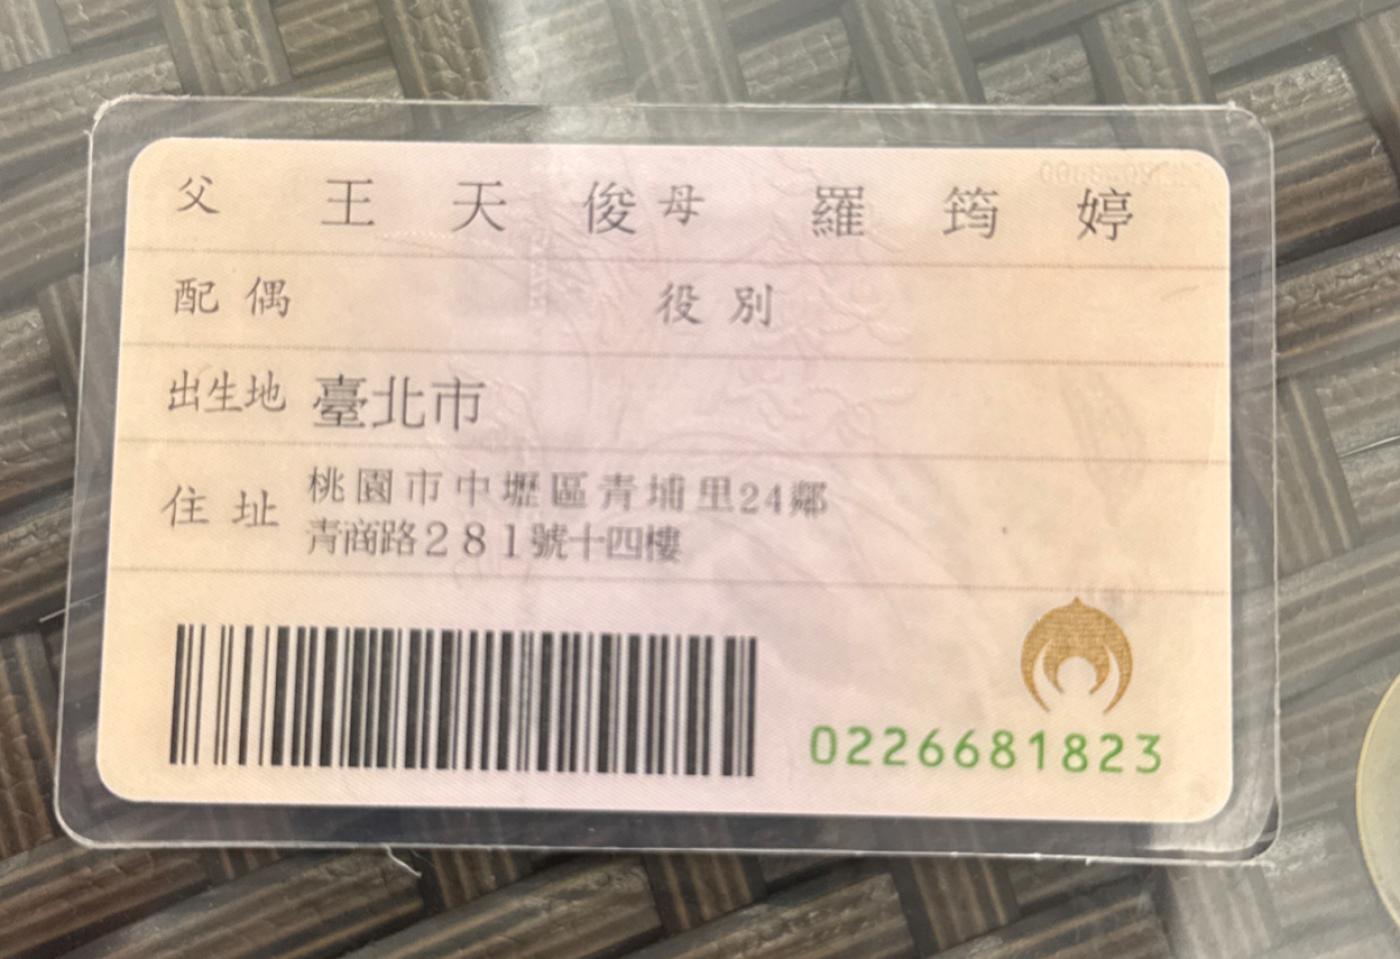 父 王天俊 母 羅筠婷
配偶 役別
出生地 臺北市
住址 桃園市中壢區青埔里24鄰
青商路281號十四樓
0226681823